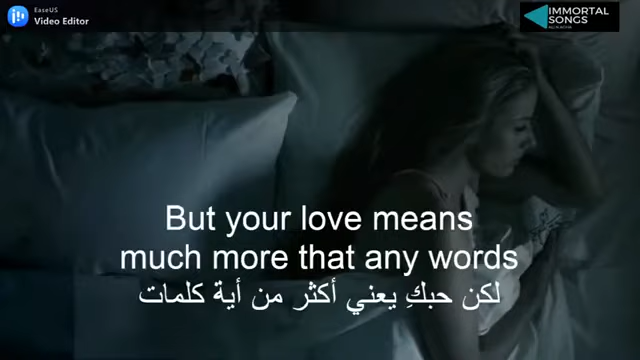 EaseUS
Video Editor
IMMORTAL
SONGS
But your love means
much more that any words
لكن حبكِ يعني أكثر من أية كلمات